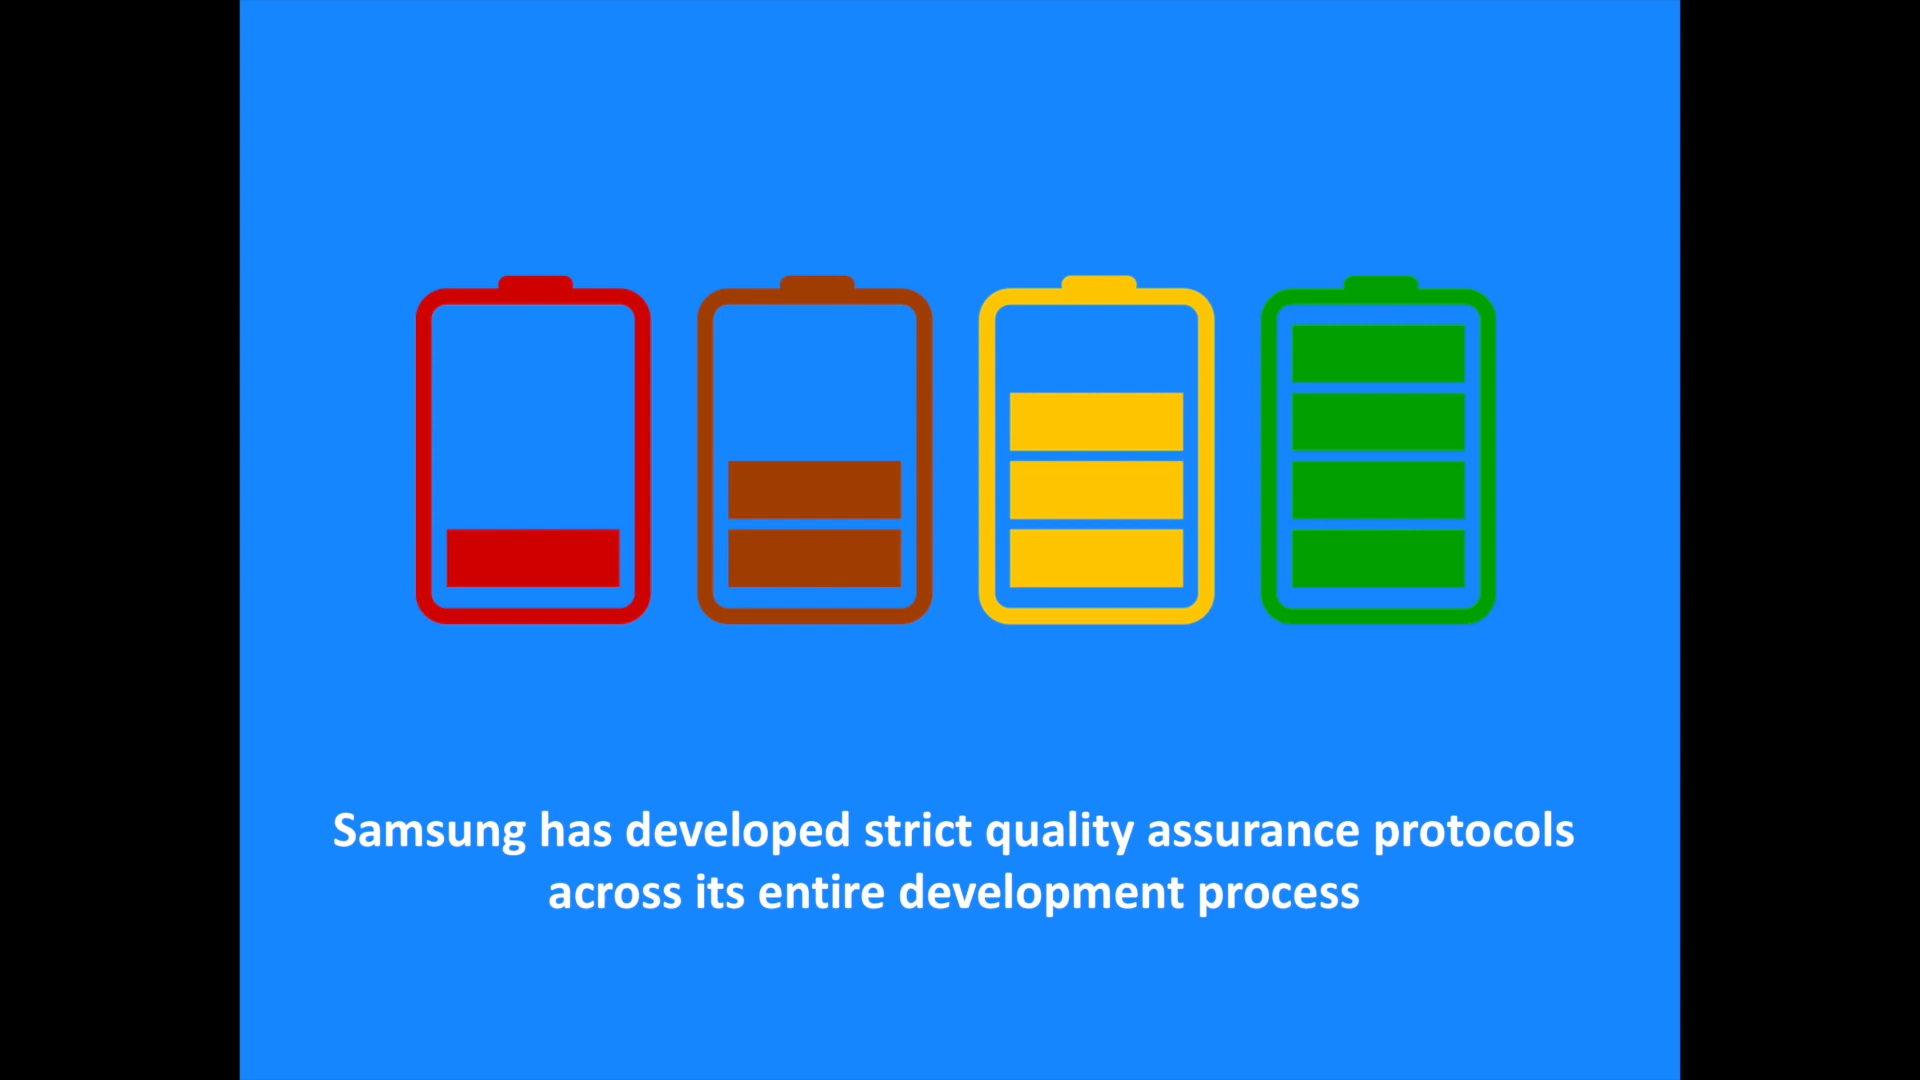 Samsung has developed strict quality assurance protocols
across its entire development process